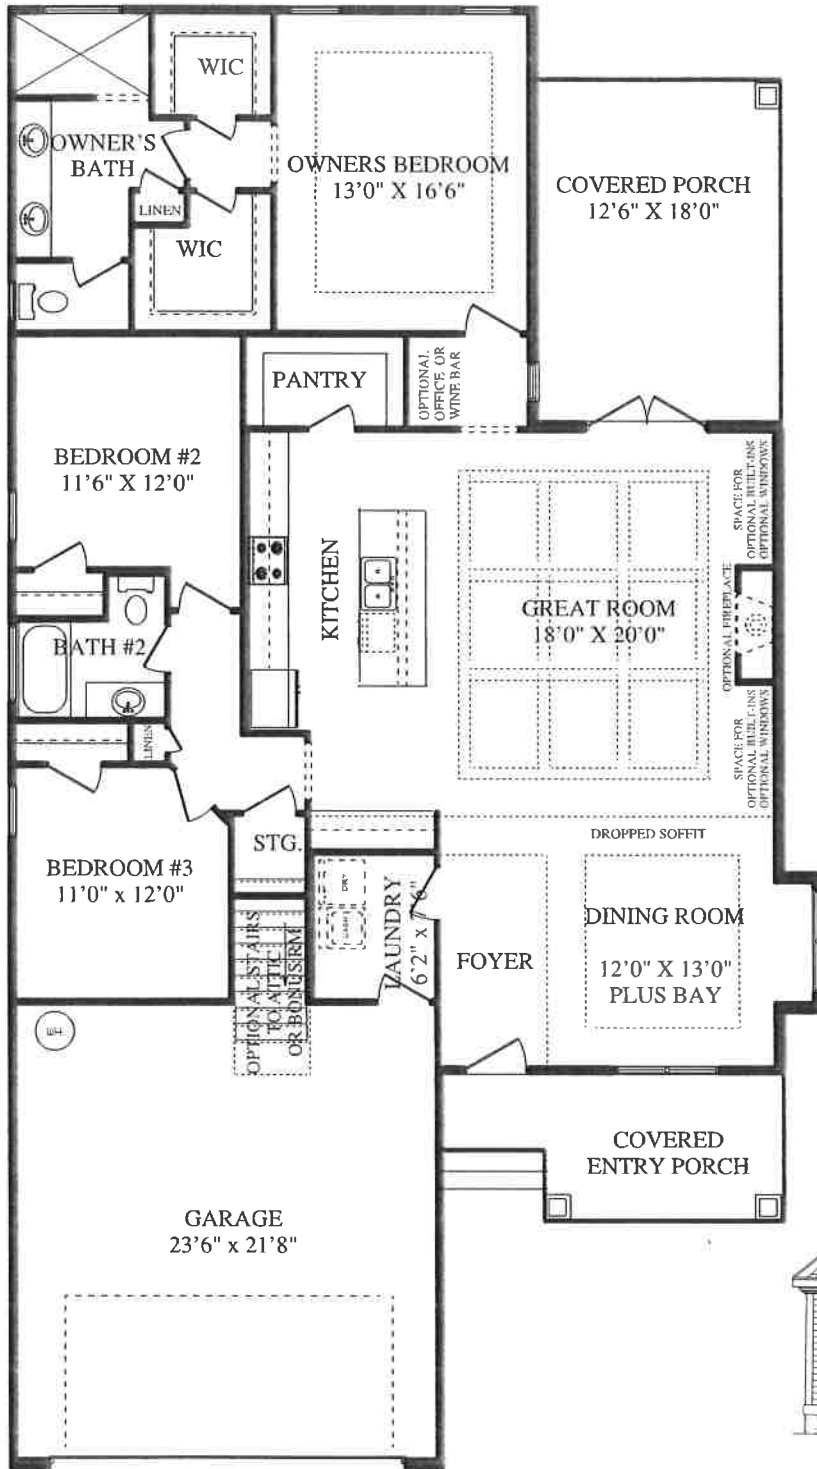 WIC
OWNER'S
BATH
OWNERS BEDROOM
13'0" X 16'6"
COVERED PORCH
12'6" X 18'0"
LINEN
WIC
PANTRY
OPTIONAL
OFFICE OR
WINE BAR
BEDROOM #2
11'6" X 12'0"
SPACE FOR
OPTIONAL BUILT-INS
OPTIONAL WINDOWS
KITCHEN
GREAT ROOM
18'0" X 20'0"
OPTIONAL FIREPLACE
BATH #2
LINEN
SPACE FOR
OPTIONAL BUILT-INS
OPTIONAL WINDOWS
DROPPED SOFFIT
STG.
BEDROOM #3
11'0" x 12'0"
DRY
WASH
LAUNDRY
6'2" x 7'6"
FOYER
DINING ROOM
12'0" X 13'0"
PLUS BAY
OPTIONAL STAIRS
TO ATTIC
OR BONUS RM
WH
COVERED
ENTRY PORCH
GARAGE
23'6" x 21'8"